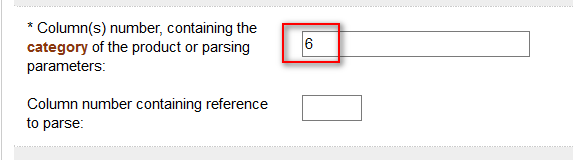 * Column(s) number, containing the
category of the product or parsing
parameters:
6
Column number containing reference
to parse: